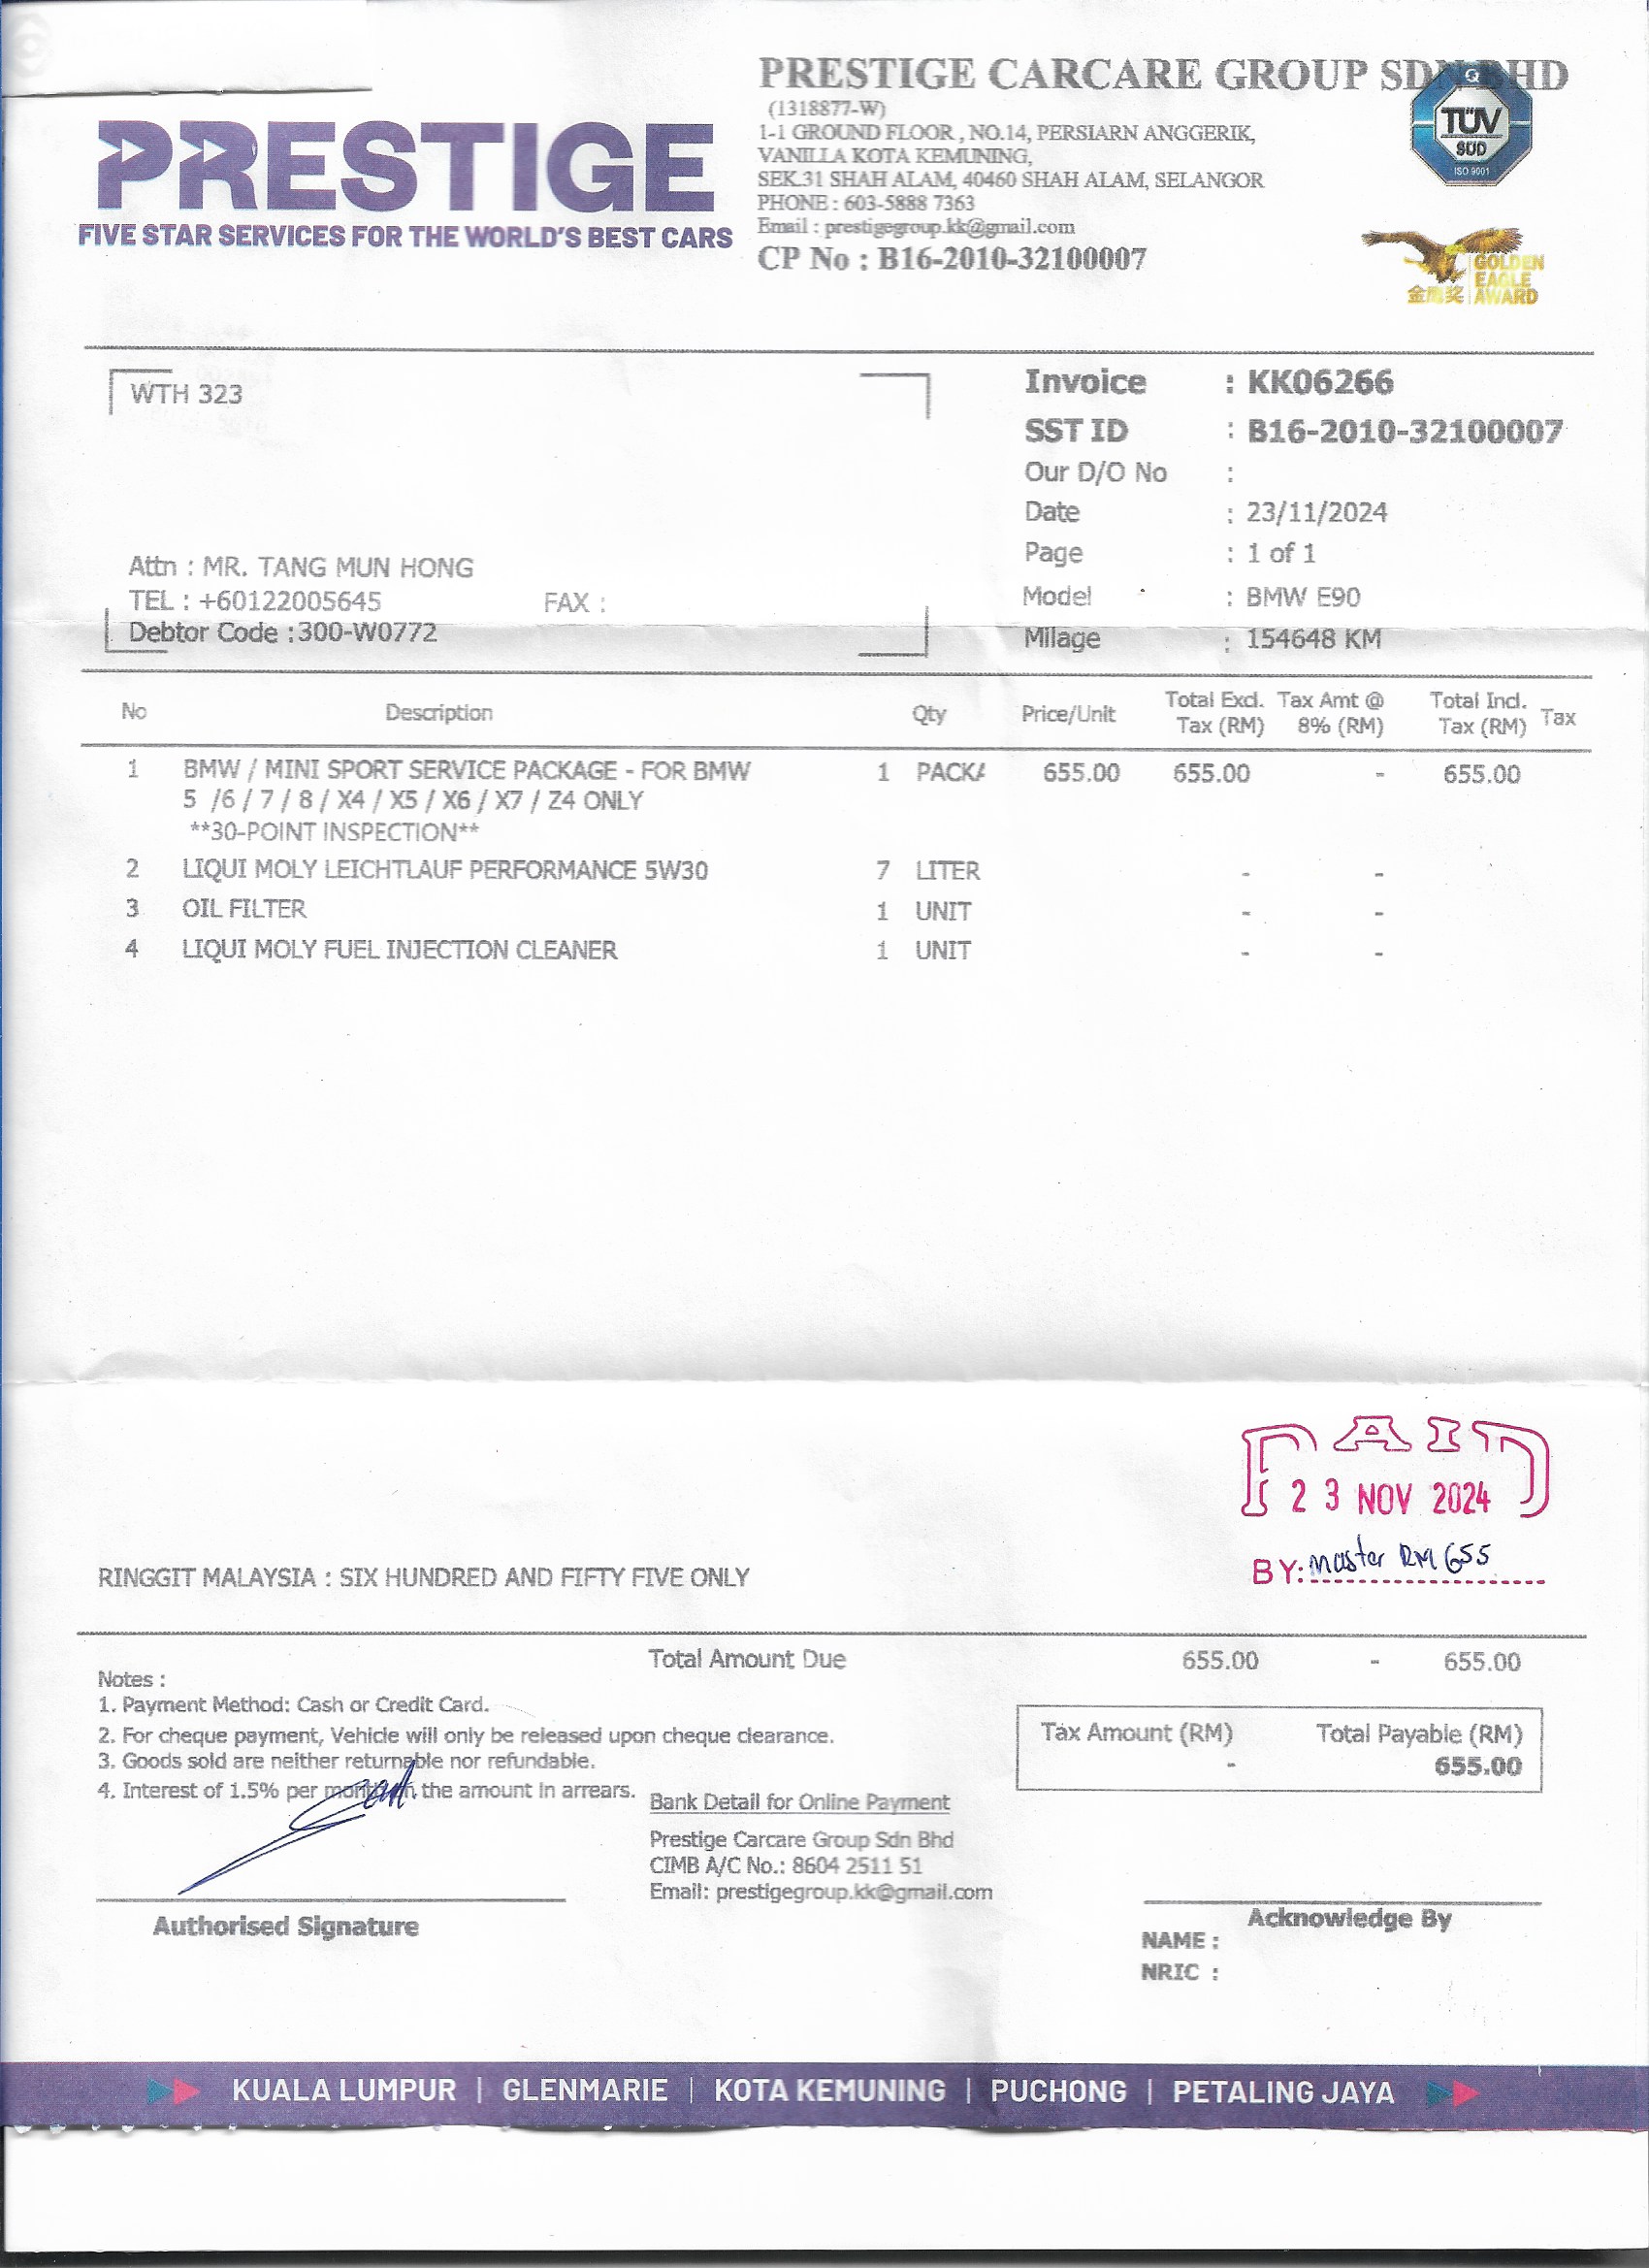 PRESTIGE
FIVE STAR SERVICES FOR THE WORLD'S BEST CARS
PRESTIGE CARCARE GROUP SDN BHD
(1318877-W)
1-1 GROUND FLOOR , NO.14, PERSIARN ANGGERIK,
VANILLA KOTA KEMUNING,
SEK.31 SHAH ALAM, 40460 SHAH ALAM, SELANGOR
PHONE : 603-5888 7363
Email : prestigegroup.kk@gmail.com
CP No : B16-2010-32100007
Q
TÜV
SÜD
ISO 9001
GOLDEN
EAGLE
金鹰奖 AWARD
WTH 323
Attn : MR. TANG MUN HONG
TEL : +60122005645 FAX :
Debtor Code :300-W0772
Invoice : KK06266
SST ID : B16-2010-32100007
Our D/O No :
Date : 23/11/2024
Page : 1 of 1
Model : BMW E90
Milage : 154648 KM
No Description Qty Price/Unit Total Excl. Tax (RM) Tax Amt @ 8% (RM) Total Incl. Tax (RM) Tax
1 BMW / MINI SPORT SERVICE PACKAGE - FOR BMW 1 PACKA 655.00 655.00 - 655.00
5 /6 / 7 / 8 / X4 / X5 / X6 / X7 / Z4 ONLY
**30-POINT INSPECTION**
2 LIQUI MOLY LEICHTLAUF PERFORMANCE 5W30 7 LITER - -
3 OIL FILTER 1 UNIT - -
4 LIQUI MOLY FUEL INJECTION CLEANER 1 UNIT - -
PAID
23 NOV 2024
BY: Master RM 655
RINGGIT MALAYSIA : SIX HUNDRED AND FIFTY FIVE ONLY
Total Amount Due 655.00 - 655.00
Notes :
1. Payment Method: Cash or Credit Card.
2. For cheque payment, Vehicle will only be released upon cheque clearance.
3. Goods sold are neither returnable nor refundable.
4. Interest of 1.5% per month on the amount in arrears.
Tax Amount (RM) Total Payable (RM)
- 655.00
Bank Detail for Online Payment
Prestige Carcare Group Sdn Bhd
CIMB A/C No.: 8604 2511 51
Email: prestigegroup.kk@gmail.com
Authorised Signature
Acknowledge By
NAME :
NRIC :
KUALA LUMPUR | GLENMARIE | KOTA KEMUNING | PUCHONG | PETALING JAYA